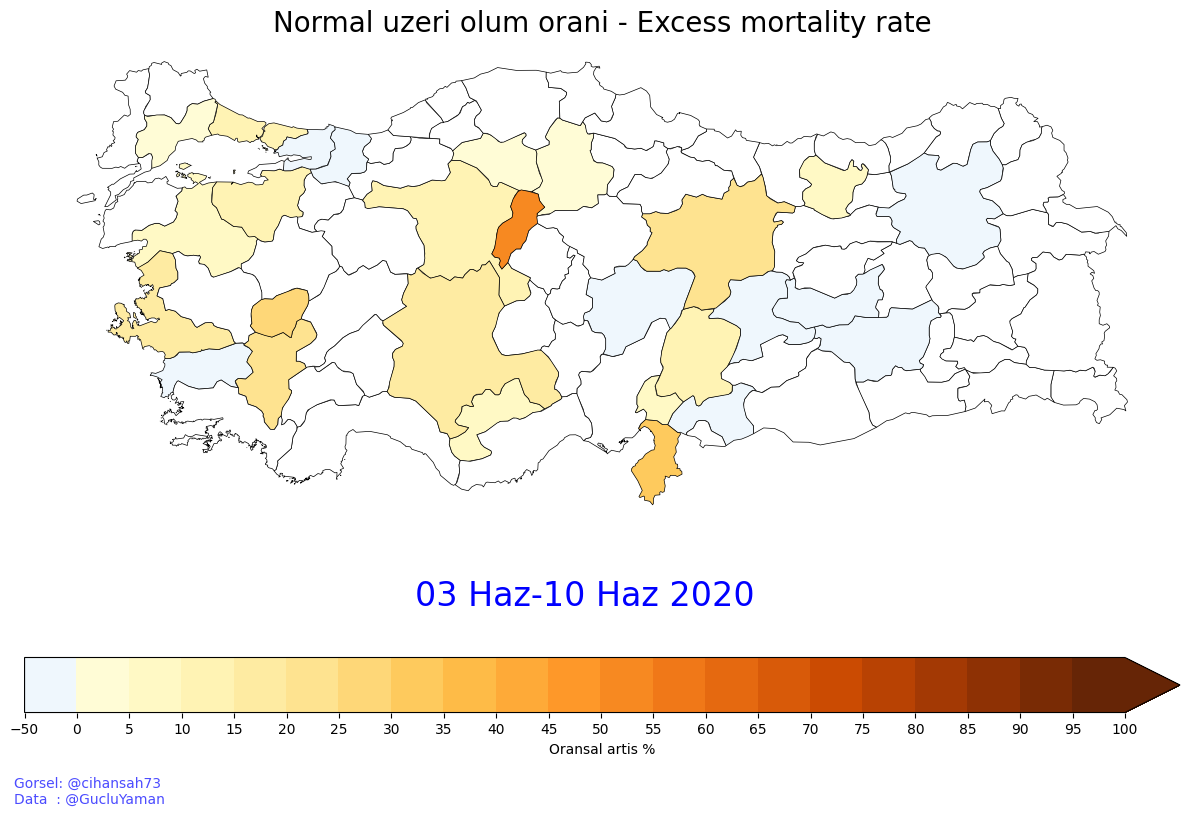 Normal uzeri olum orani - Excess mortality rate
03 Haz-10 Haz 2020
−50 0 5 10 15 20 25 30 35 40 45 50 55 60 65 70 75 80 85 90 95 100
Oransal artis %
Gorsel: @cihansah73
Data  : @GucluYaman